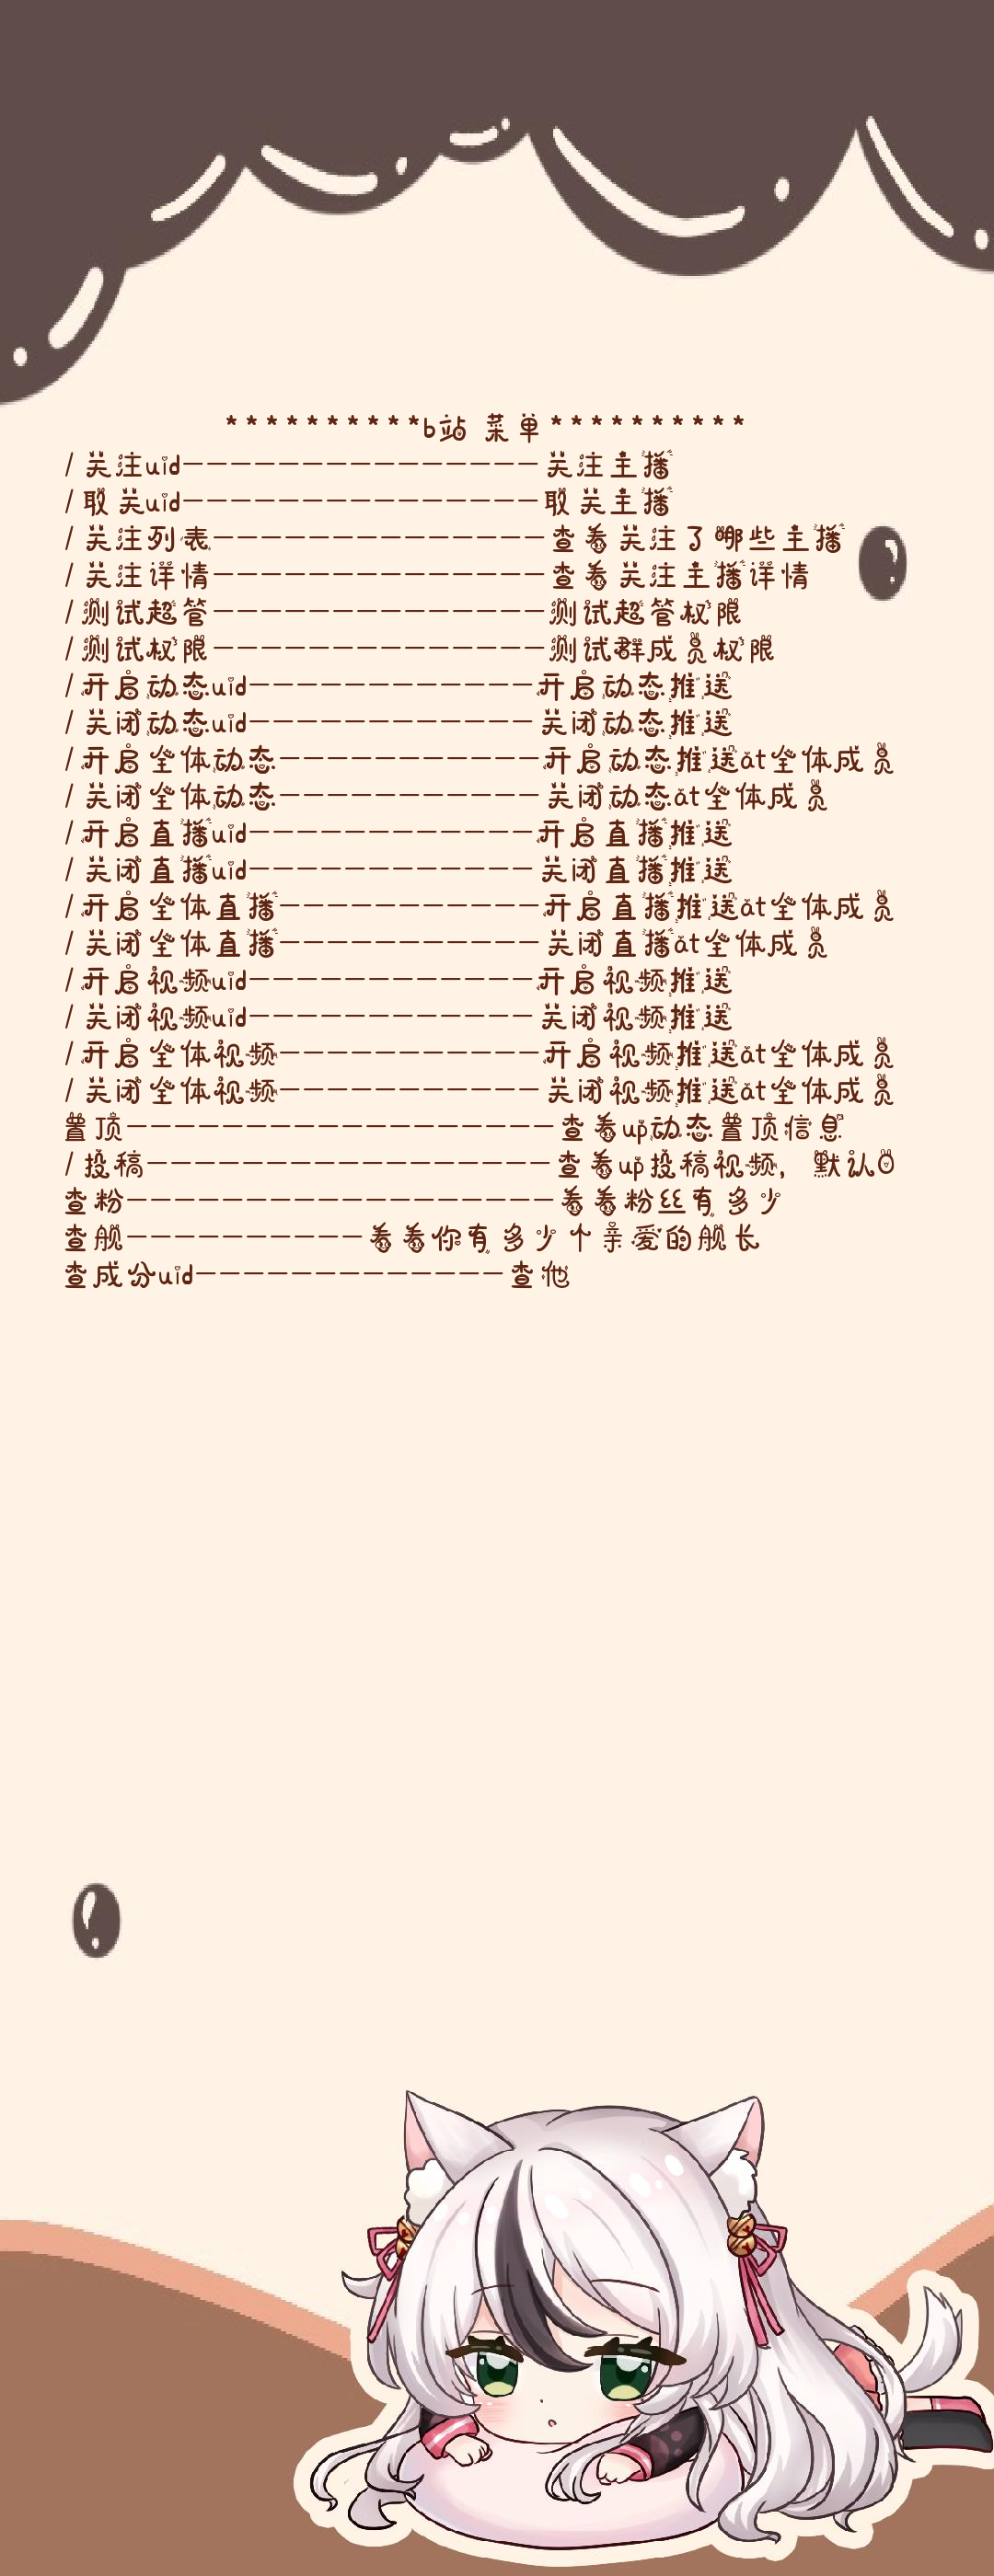 **********b站 菜单**********
/关注uid----------------关注主播
/取关uid----------------取关主播
/关注列表---------------查看关注了哪些主播
/关注详情---------------查看关注主播详情
/测试超管---------------测试超管权限
/测试权限---------------测试群成员权限
/开启动态uid-------------开启动态推送
/关闭动态uid-------------关闭动态推送
/开启全体动态------------开启动态推送at全体成员
/关闭全体动态------------关闭动态at全体成员
/开启直播uid-------------开启直播推送
/关闭直播uid-------------关闭直播推送
/开启全体直播------------开启直播推送at全体成员
/关闭全体直播------------关闭直播at全体成员
/开启视频uid-------------开启视频推送
/关闭视频uid-------------关闭视频推送
/开启全体视频------------开启视频推送at全体成员
/关闭全体视频------------关闭视频推送at全体成员
置顶--------------------查看up动态置顶信息
/投稿-------------------查看up投稿视频，默认0
查粉--------------------看看粉丝有多少
查舰-----------看看你有多少个亲爱的舰长
查成分uid--------------查他